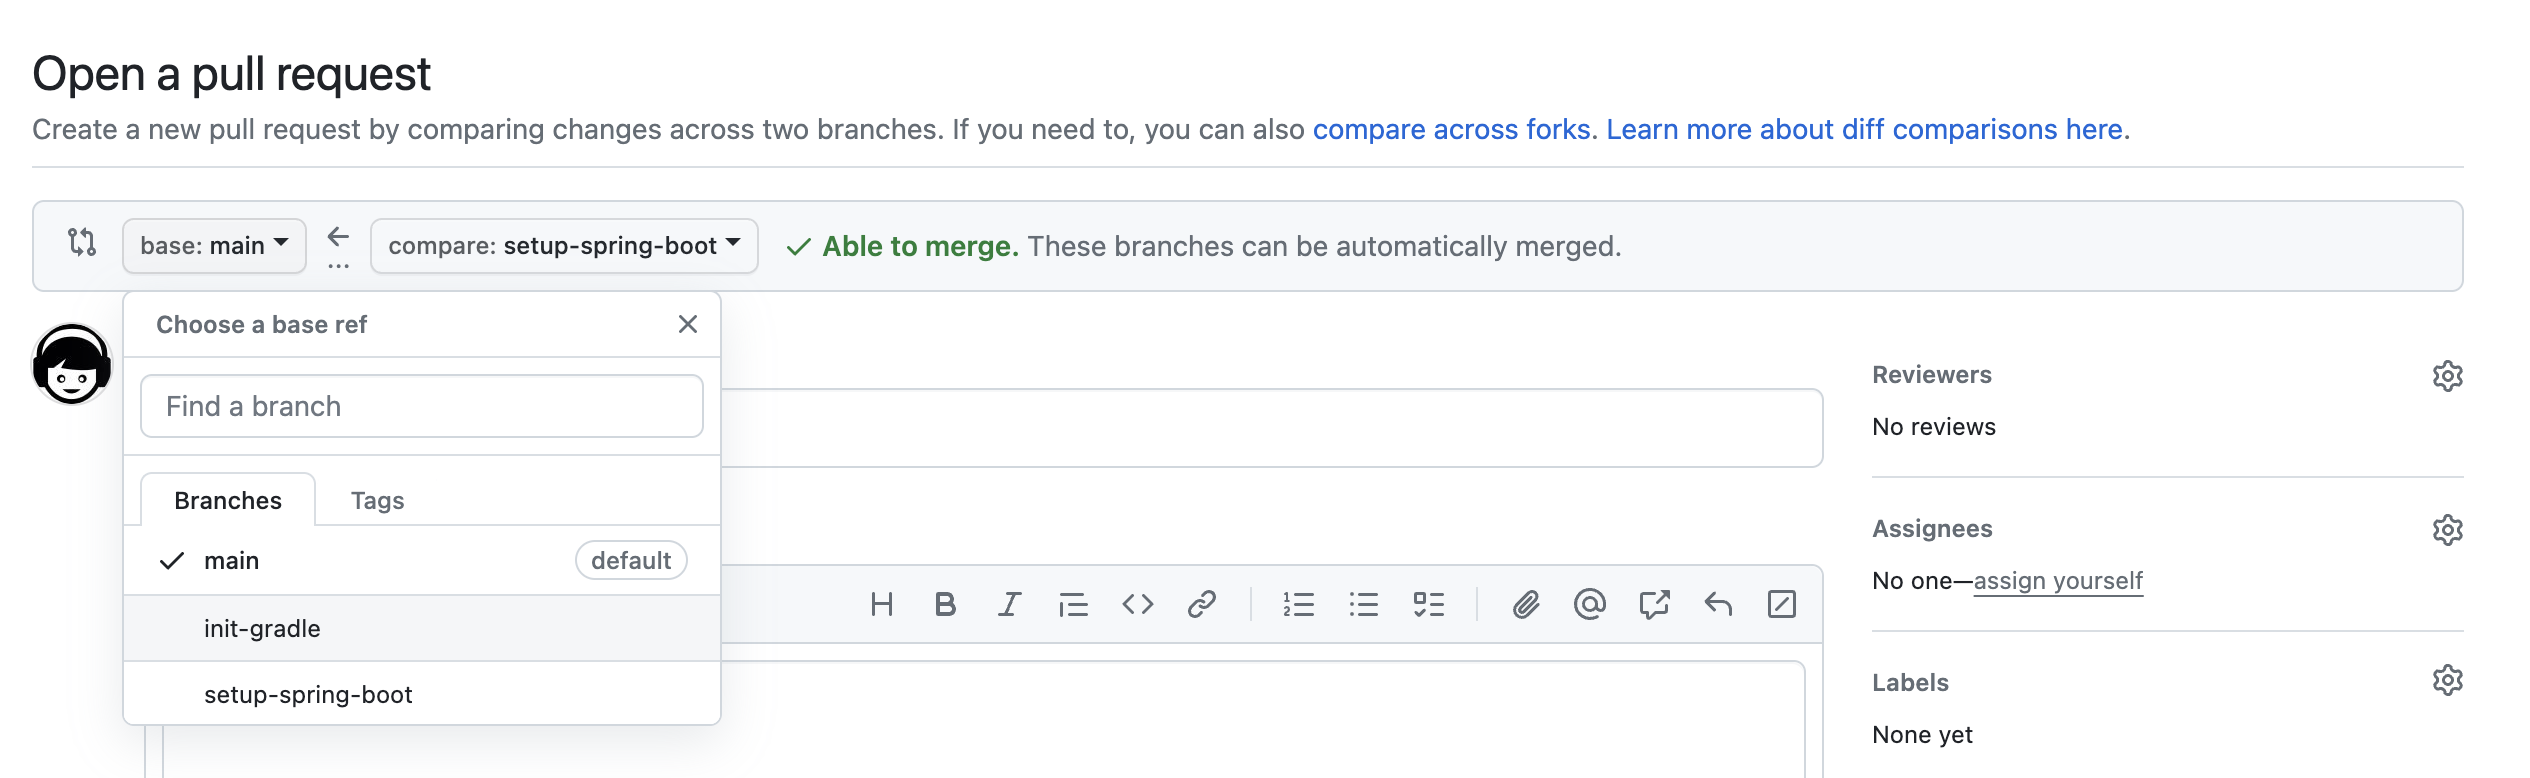 Open a pull request
Create a new pull request by comparing changes across two branches. If you need to, you can also compare across forks. Learn more about diff comparisons here.
base: main
compare: setup-spring-boot
Able to merge. These branches can be automatically merged.
Choose a base ref
Find a branch
Branches
Tags
main
default
init-gradle
setup-spring-boot
Reviewers
No reviews
Assignees
No one—assign yourself
Labels
None yet